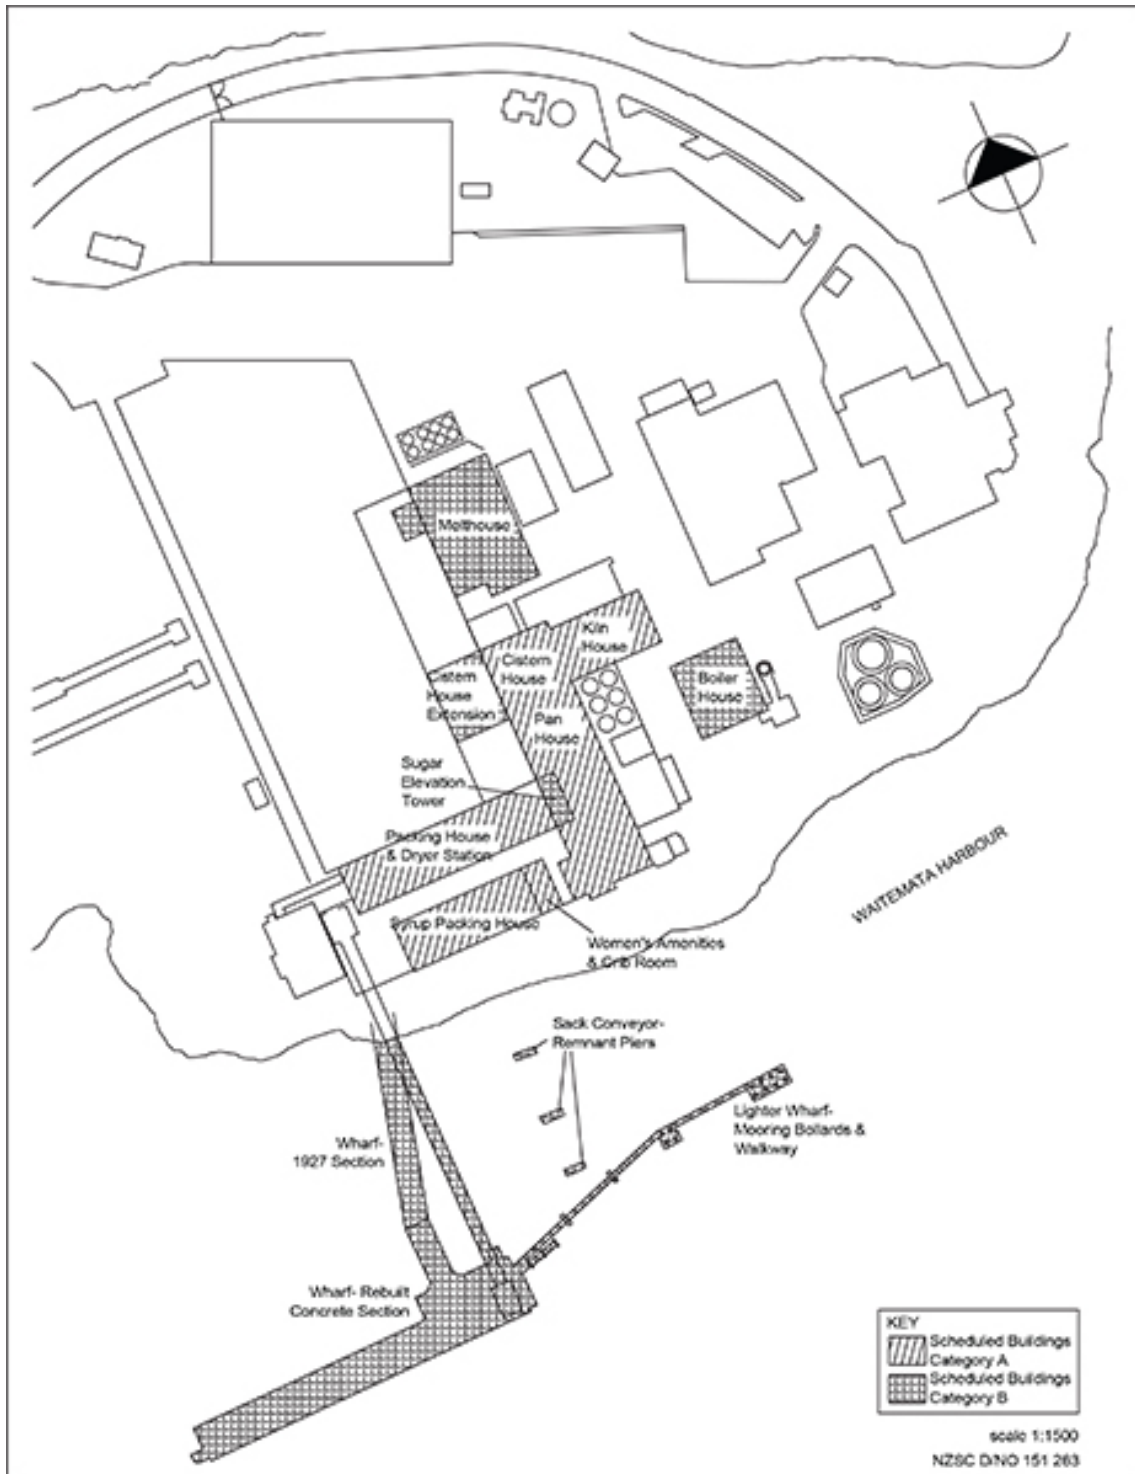 Melthouse
Kiln
House
Cistern
House
Cistern
House
Extension
Boiler
House
Pan
House
Sugar
Elevation
Tower
Packing House
& Dryer Station
Syrup Packing House
Women's Amenities
& Crib Room
WAITEMATA HARBOUR
Sack Conveyor-
Remnant Piers
Lighter Wharf-
Mooring Bollards &
Walkway
Wharf-
1927 Section
Wharf- Rebuilt
Concrete Section
KEY
Scheduled Buildings
Category A
Scheduled Buildings
Category B
scale 1:1500
NZSC D/NO 151 263